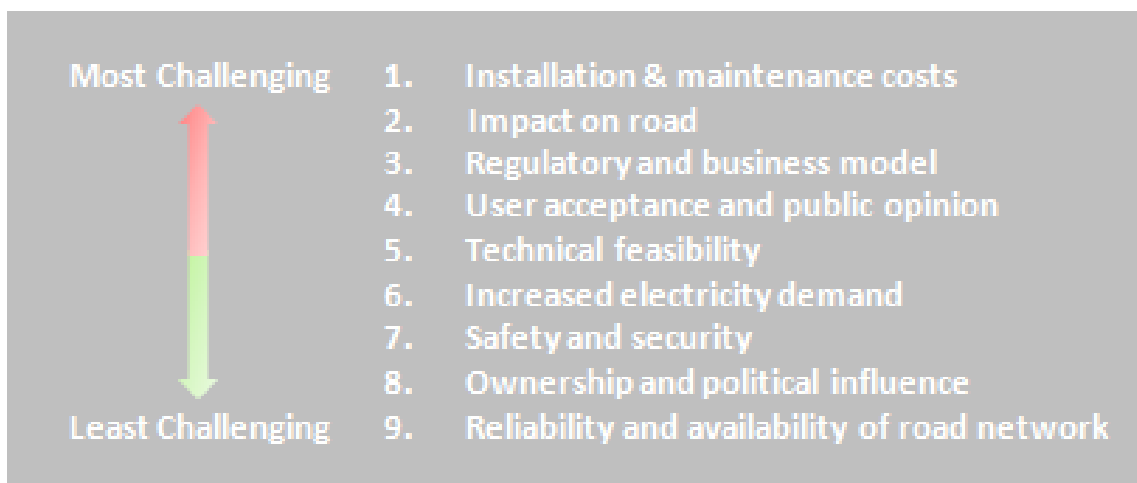 Most Challenging 1. Installation & maintenance costs
2. Impact on road
3. Regulatory and business model
4. User acceptance and public opinion
5. Technical feasibility
6. Increased electricity demand
7. Safety and security
8. Ownership and political influence
Least Challenging 9. Reliability and availability of road network